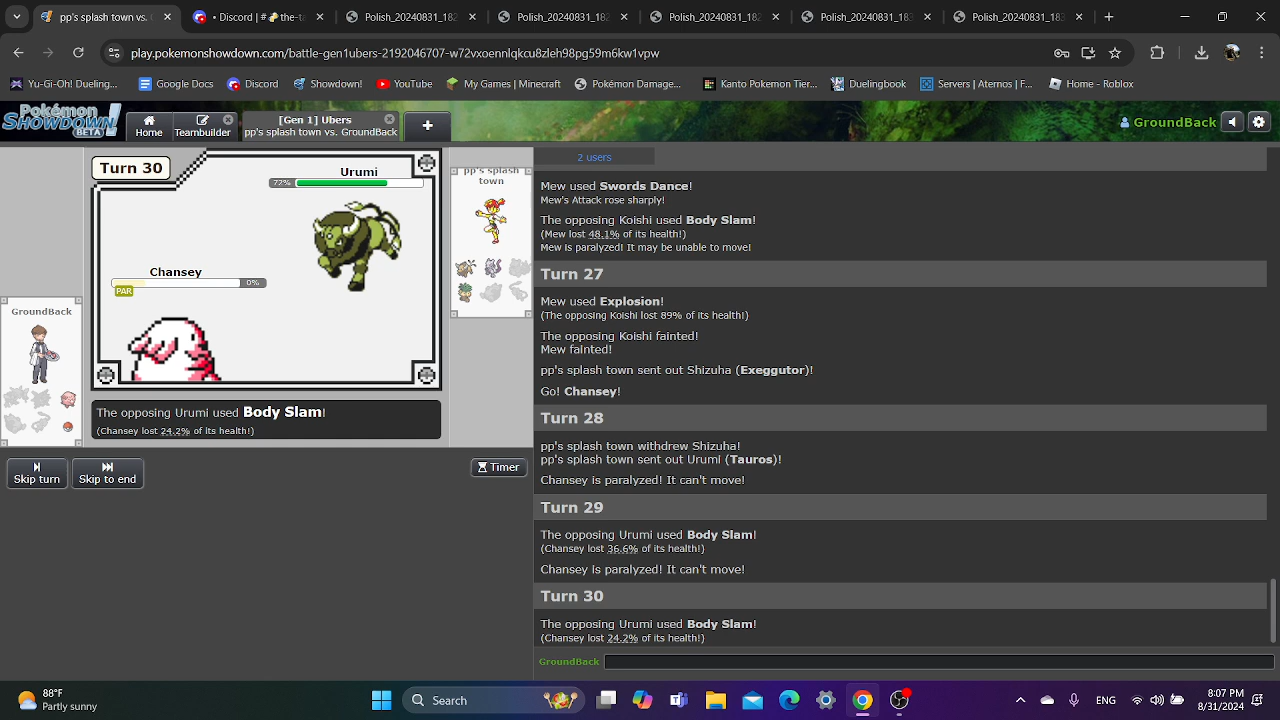 pp's splash town vs.
Discord | #🐍-ta
Polish_20240831_182
Polish_20240831_182
Polish_20240831_182
Polish_20240831_183
Polish_20240831_182
play.pokemonshowdown.com/battle-gen1ubers-2192046707-w72vxoennlqkcu8zleh98pg59m6kw1vpw
Yu-Gi-Oh! Dueling...
Google Docs
Discord
Showdown!
YouTube
My Games | Minecraft
Pokémon Damage...
Kanto Pokémon Tier...
Duelingbook
Servers | Aternos | F...
Home - Roblox
Pokémon
SHOWDOWN!
BETA
Home
Teambuilder
[Gen 1] Ubers
pp's splash town vs. GroundBack
GroundBack
Turn 30
Urumi
72%
Chansey
0%
PAR
pp's splash
town
GroundBack
The opposing Urumi used Body Slam!
(Chansey lost 24.2% of its health!)
Skip turn
Skip to end
Timer
2 users
Mew used Swords Dance!
Mew's Attack rose sharply!
The opposing Koishi used Body Slam!
(Mew lost 48.1% of its health!)
Mew is paralyzed! It may be unable to move!
Turn 27
Mew used Explosion!
(The opposing Koishi lost 89% of its health!)
The opposing Koishi fainted!
Mew fainted!
pp's splash town sent out Shizuha (Exeggutor)!
Go! Chansey!
Turn 28
pp's splash town withdrew Shizuha!
pp's splash town sent out Urumi (Tauros)!
Chansey is paralyzed! It can't move!
Turn 29
The opposing Urumi used Body Slam!
(Chansey lost 36.6% of its health!)
Chansey is paralyzed! It can't move!
Turn 30
The opposing Urumi used Body Slam!
(Chansey lost 24.2% of its health!)
GroundBack
88°F
Partly sunny
Search
ENG
8:07 PM
8/31/2024